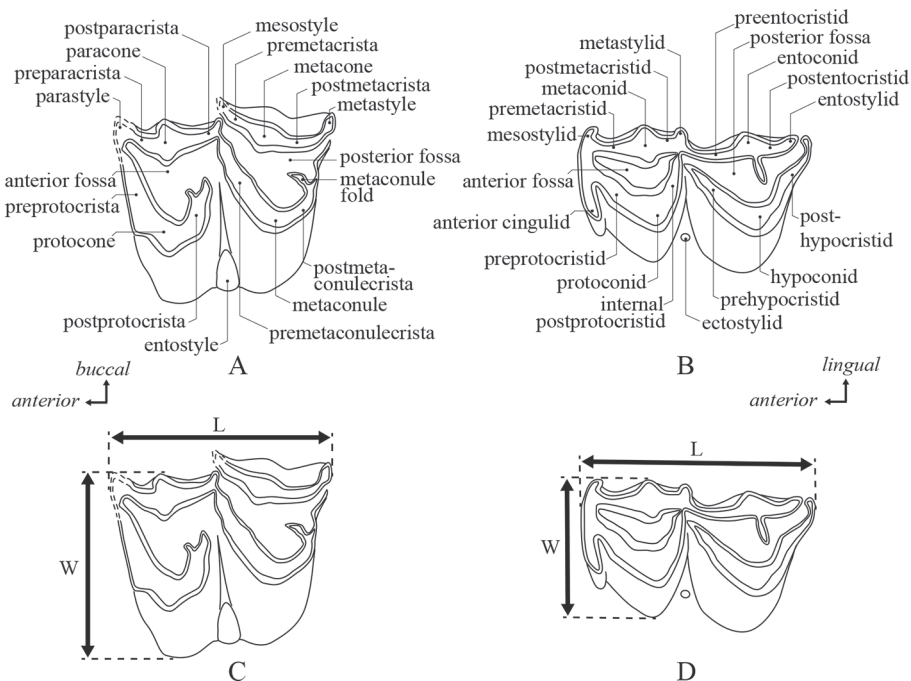 postparacrista
paracone
preparacrista
parastyle
mesostyle
premetacrista
metacone
postmetacrista
metastyle
anterior fossa
preprotocrista
protocone
posterior fossa
metaconule
fold
postprotocrista
entostyle
postmeta-
conulecrista
metaconule
premetaconulecrista
A
metastylid
postmetacristid
metaconid
premetacristid
mesostylid
preentocristid
posterior fossa
entoconid
postentocristid
entostylid
anterior fossa
anterior cingulid
preprotocristid
protoconid
internal
postprotocristid
post-
hypocristid
hypoconid
prehypocristid
ectostylid
B
buccal
anterior
lingual
anterior
L
W
C
L
W
D